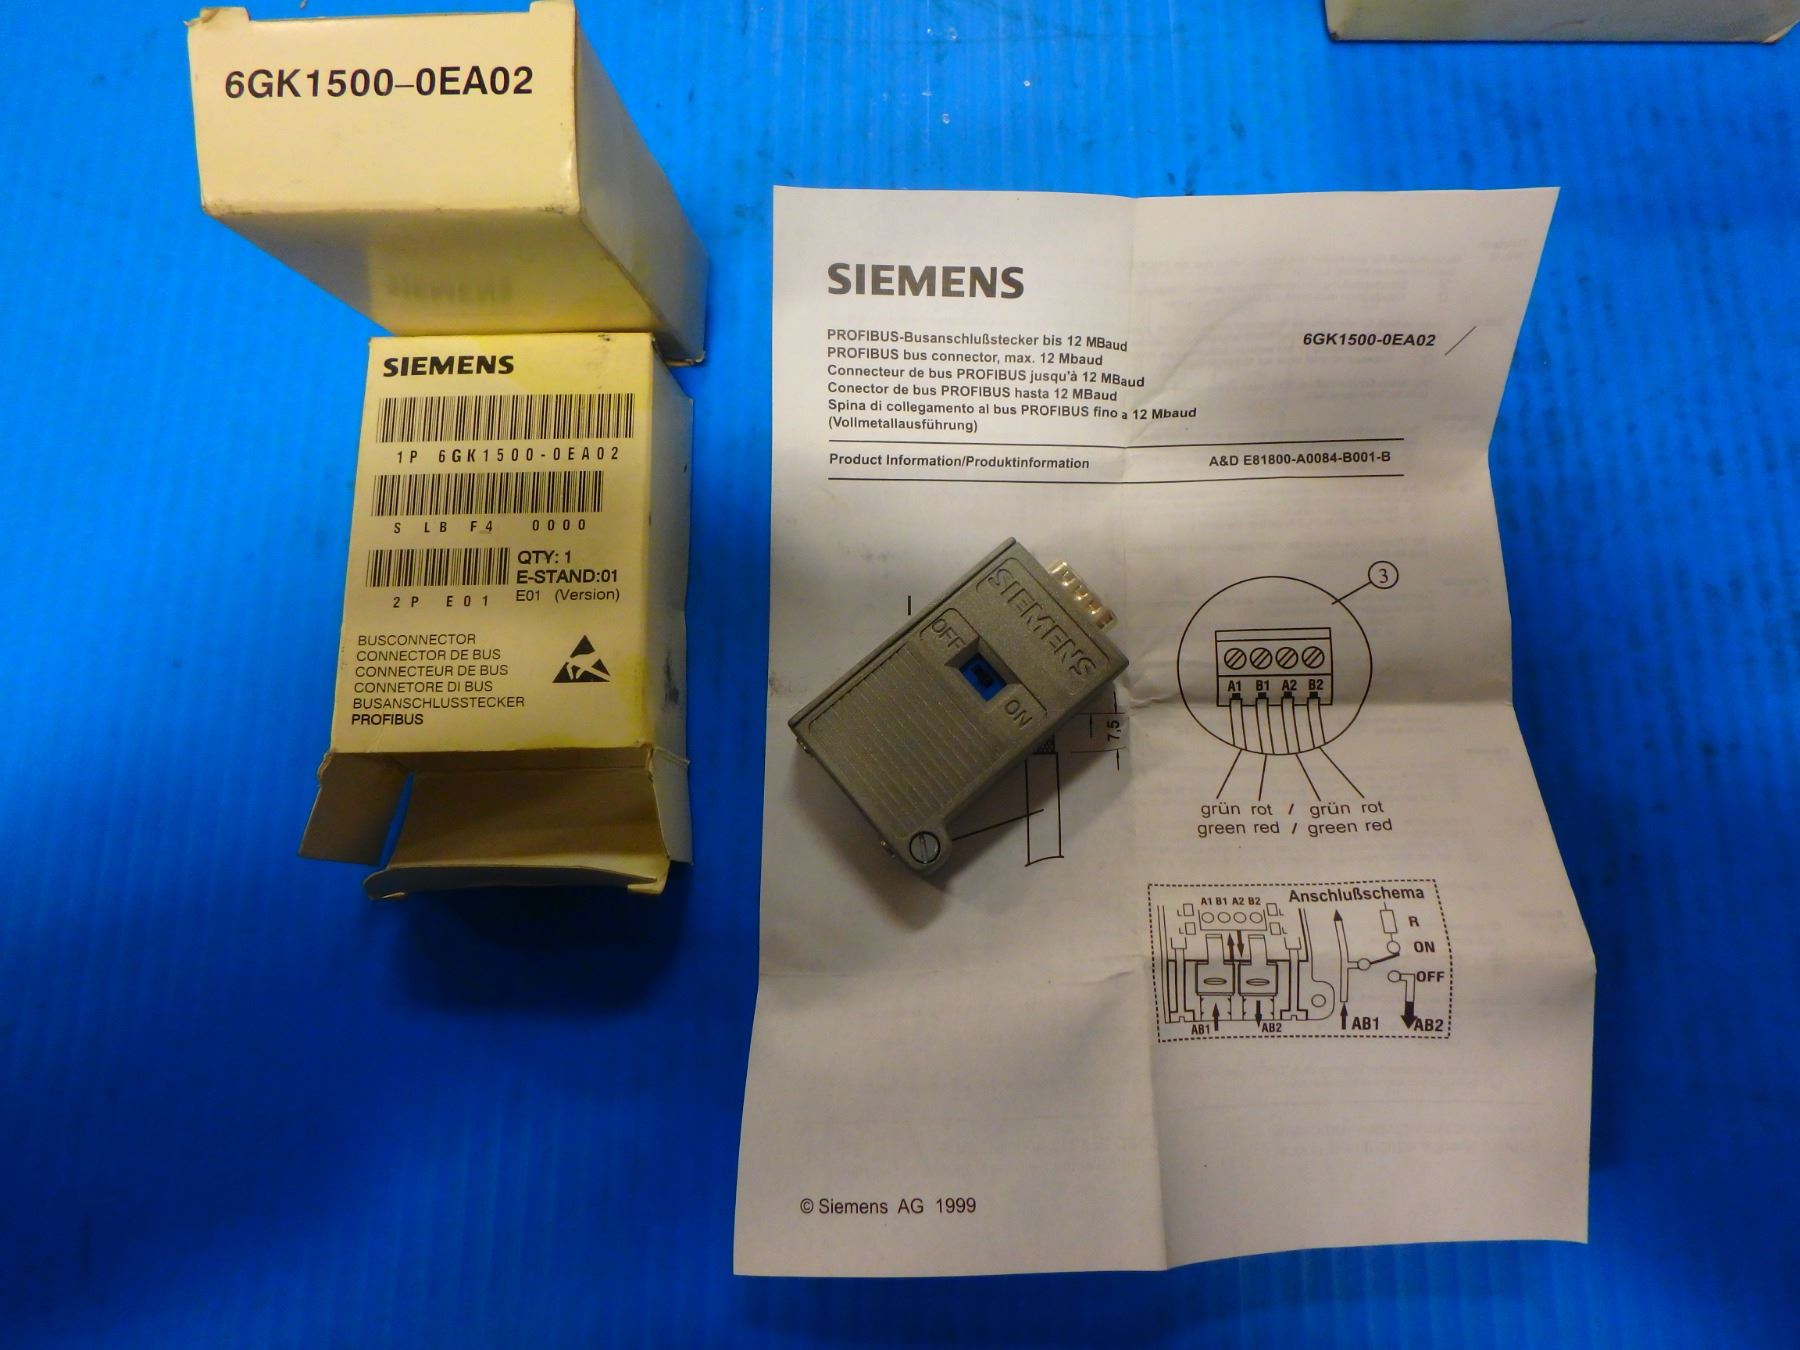 6GK1500–0EA02
SIEMENS
1P 6GK1500-0EA02
S LB F4 0000
QTY: 1
E-STAND:01
2P E01
E01 (Version)
BUSCONNECTOR
CONNECTOR DE BUS
CONNECTEUR DE BUS
CONNETORE DI BUS
BUSANSCHLUSSTECKER
PROFIBUS
SIEMENS
PROFIBUS-Busanschlußstecker bis 12 MBaud
6GK1500-0EA02
PROFIBUS bus connector, max. 12 Mbaud
Connecteur de bus PROFIBUS jusqu'à 12 MBaud
Conector de bus PROFIBUS hasta 12 MBaud
Spina di collegamento al bus PROFIBUS fino a 12 Mbaud
(Vollmetallausführung)
Product Information/Produktinformation
A&D E81800-A0084-B001-B
SIEMENS
OFF
ON
7,5
3
A1 B1 A2 B2
grün rot / grün rot
green red / green red
Anschlußschema
A1 B1 A2 B2
R
ON
OFF
AB1
AB2
AB1
AB2
© Siemens AG 1999